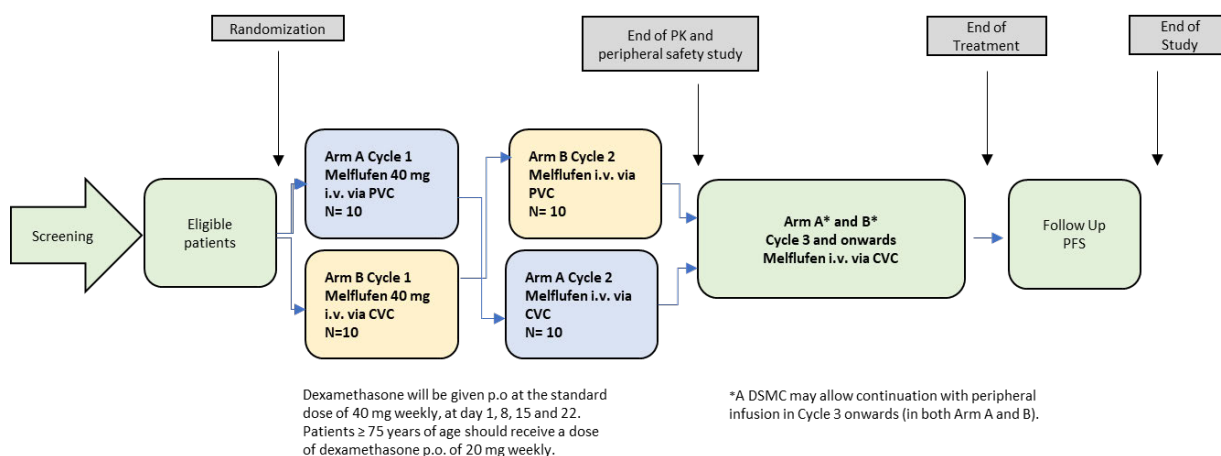 Randomization
End of PK and
peripheral safety study
End of
Treatment
End of
Study
Screening
Eligible
patients
Arm A Cycle 1
Melflufen 40 mg
i.v. via PVC
N= 10
Arm B Cycle 1
Melflufen 40 mg
i.v. via CVC
N=10
Arm B Cycle 2
Melflufen i.v. via
PVC
N= 10
Arm A Cycle 2
Melflufen i.v. via
CVC
N= 10
Arm A* and B*
Cycle 3 and onwards
Melflufen i.v. via CVC
Follow Up
PFS
Dexamethasone will be given p.o at the standard
dose of 40 mg weekly, at day 1, 8, 15 and 22.
Patients ≥ 75 years of age should receive a dose
of dexamethasone p.o. of 20 mg weekly.
*A DSMC may allow continuation with peripheral
infusion in Cycle 3 onwards (in both Arm A and B).